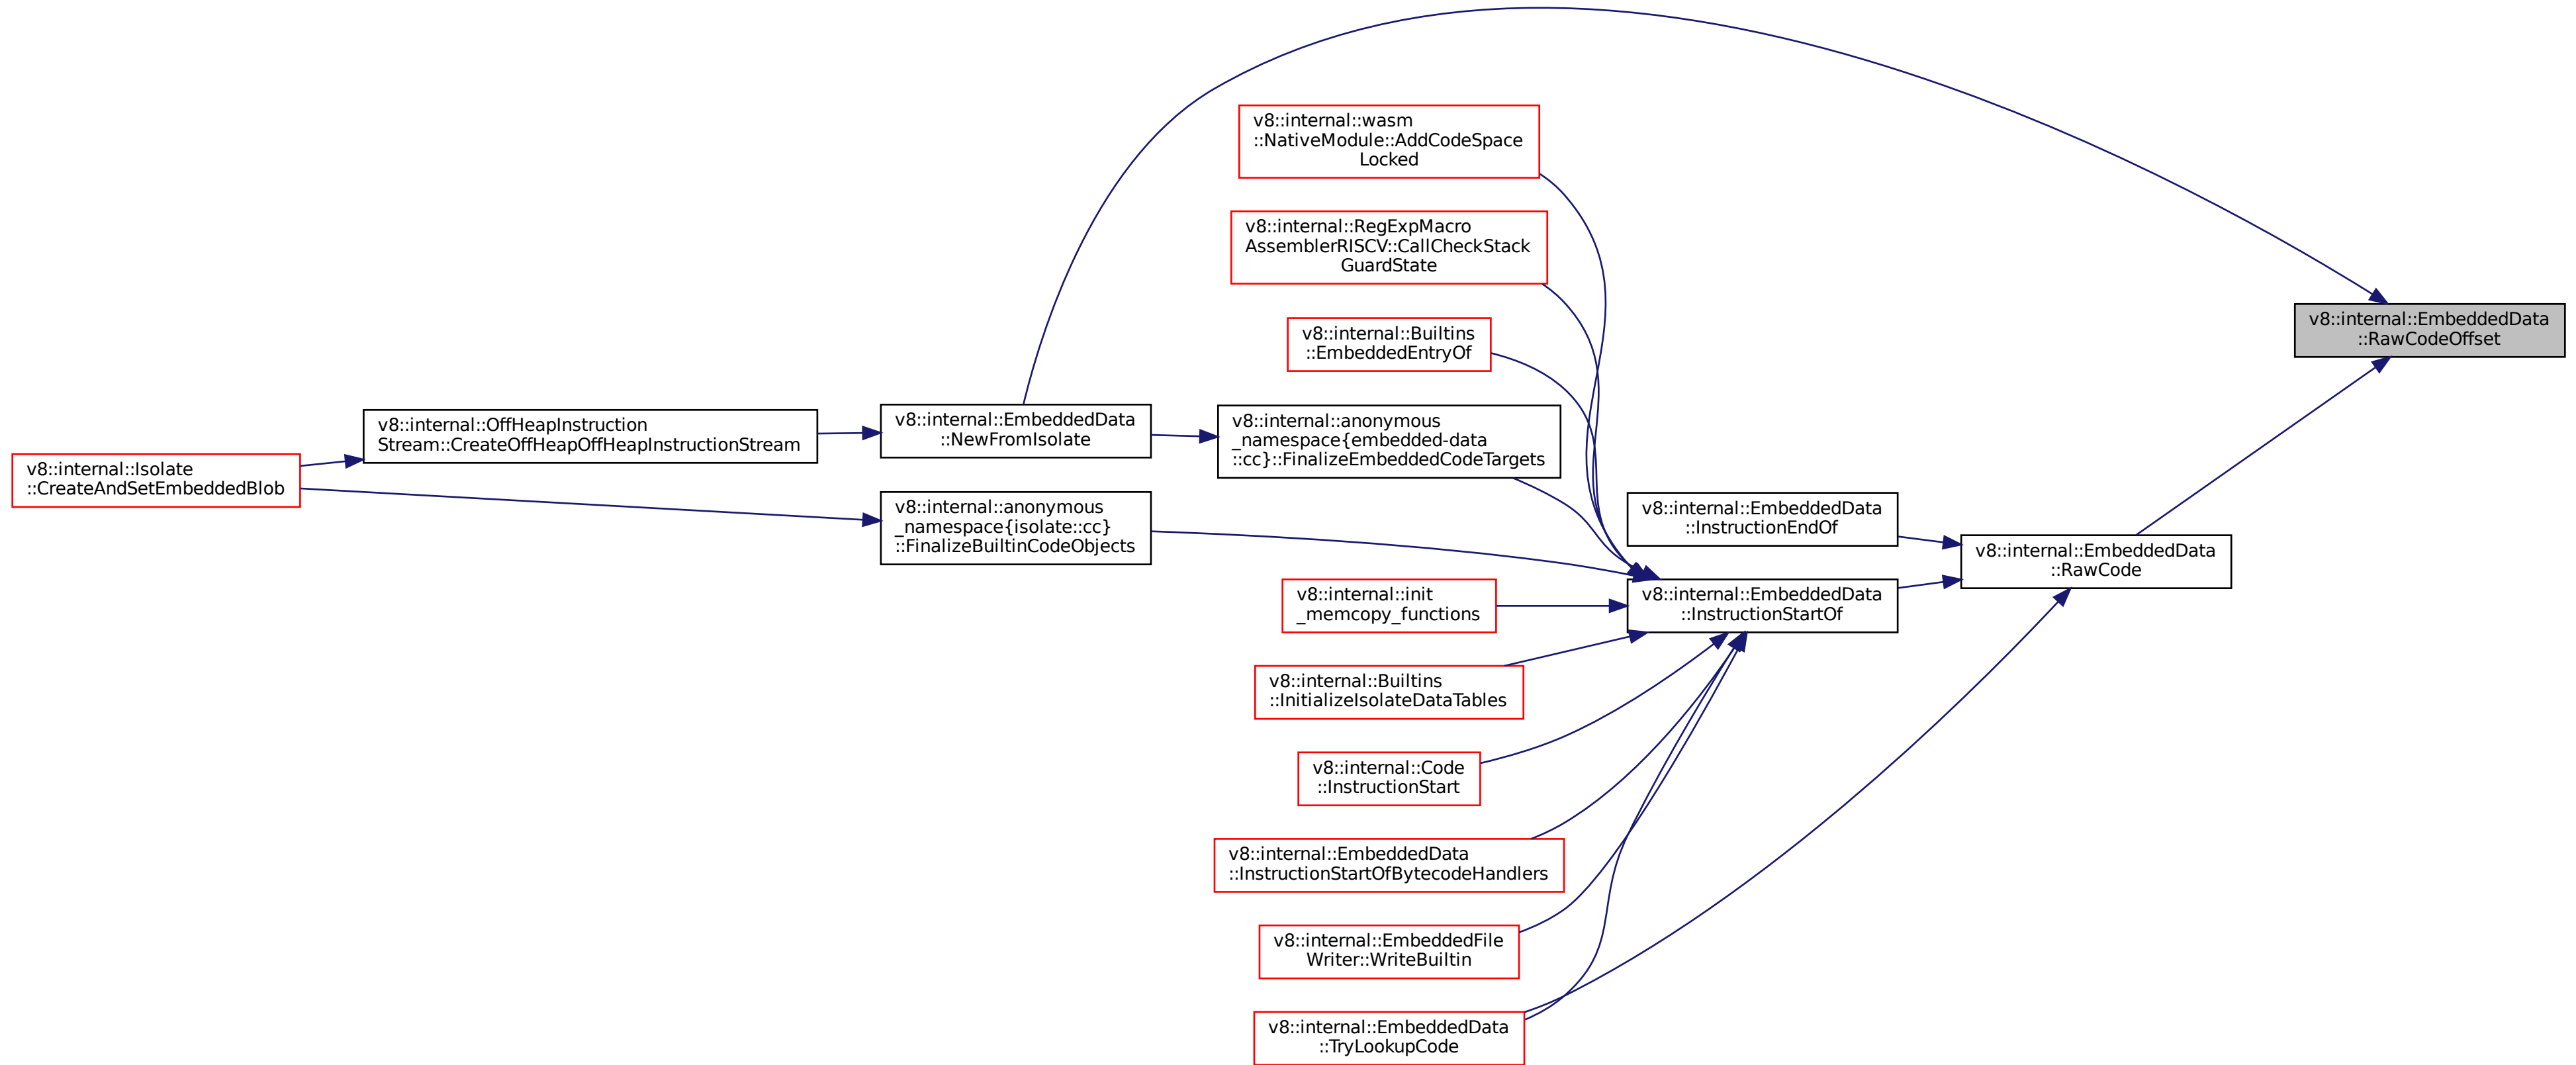 v8::internal::wasm
::NativeModule::AddCodeSpace
Locked
v8::internal::RegExpMacro
AssemblerRISCV::CallCheckStack
GuardState
v8::internal::EmbeddedData
::RawCodeOffset
v8::internal::Builtins
::EmbeddedEntryOf
v8::internal::OffHeapInstruction
Stream::CreateOffHeapOffHeapInstructionStream
v8::internal::EmbeddedData
::NewFromIsolate
v8::internal::anonymous
_namespace{embedded-data
::cc}::FinalizeEmbeddedCodeTargets
v8::internal::Isolate
::CreateAndSetEmbeddedBlob
v8::internal::anonymous
_namespace{isolate::cc}
::FinalizeBuiltinCodeObjects
v8::internal::EmbeddedData
::InstructionEndOf
v8::internal::EmbeddedData
::RawCode
v8::internal::init
_memcopy_functions
v8::internal::EmbeddedData
::InstructionStartOf
v8::internal::Builtins
::InitializeIsolateDataTables
v8::internal::Code
::InstructionStart
v8::internal::EmbeddedData
::InstructionStartOfBytecodeHandlers
v8::internal::EmbeddedFile
Writer::WriteBuiltin
v8::internal::EmbeddedData
::TryLookupCode